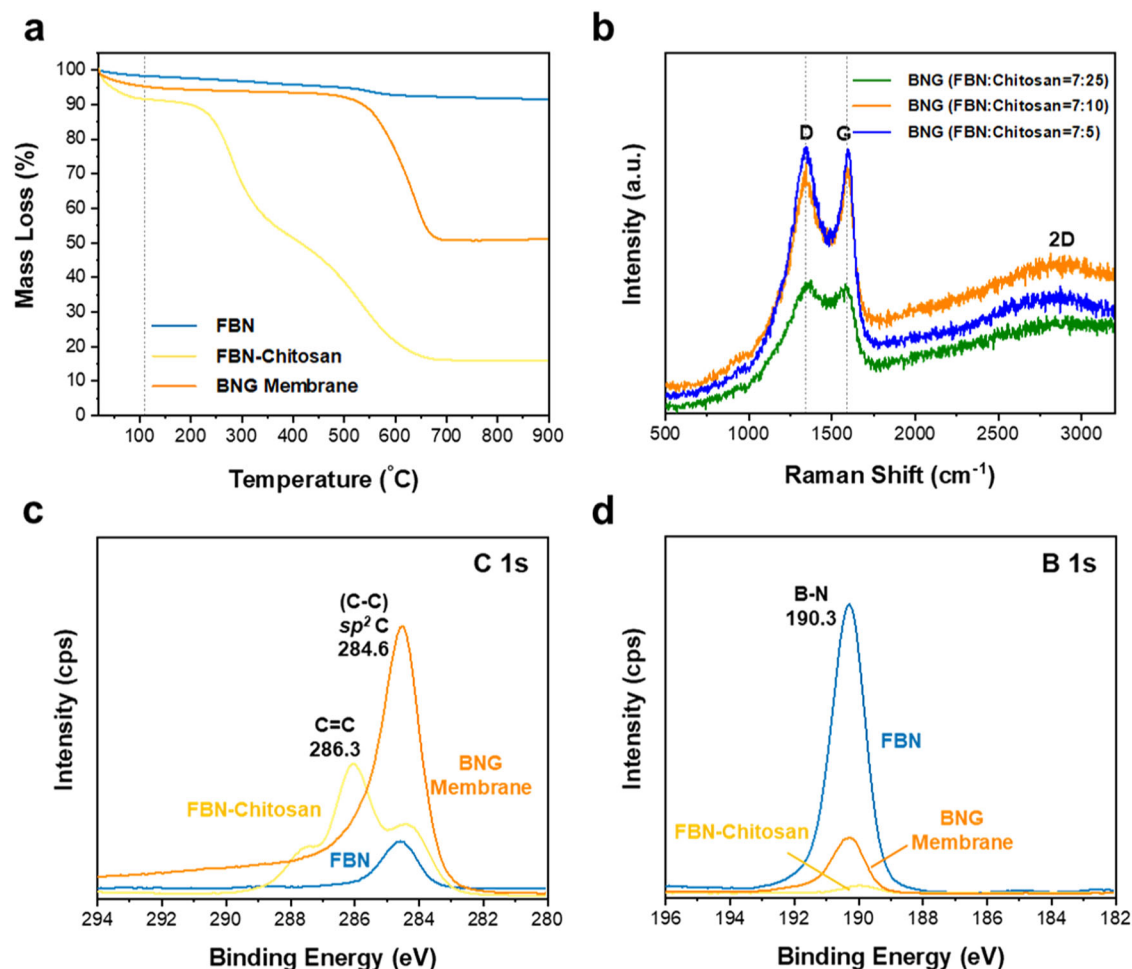 a
100
90
80
70
60
50
40
30
20
10
0
Mass Loss (%)
FBN
FBN-Chitosan
BNG Membrane
100 200 300 400 500 600 700 800 900
Temperature (°C)
b
Intensity (a.u.)
BNG (FBN:Chitosan=7:25)
BNG (FBN:Chitosan=7:10)
BNG (FBN:Chitosan=7:5)
D G
2D
500 1000 1500 2000 2500 3000
Raman Shift (cm⁻¹)
c
C 1s
Intensity (cps)
(C-C)
sp² C
284.6
C=C
286.3
FBN-Chitosan
BNG
Membrane
FBN
294 292 290 288 286 284 282 280
Binding Energy (eV)
d
B 1s
Intensity (cps)
B-N
190.3
FBN
FBN-Chitosan
BNG
Membrane
196 194 192 190 188 186 184 182
Binding Energy (eV)